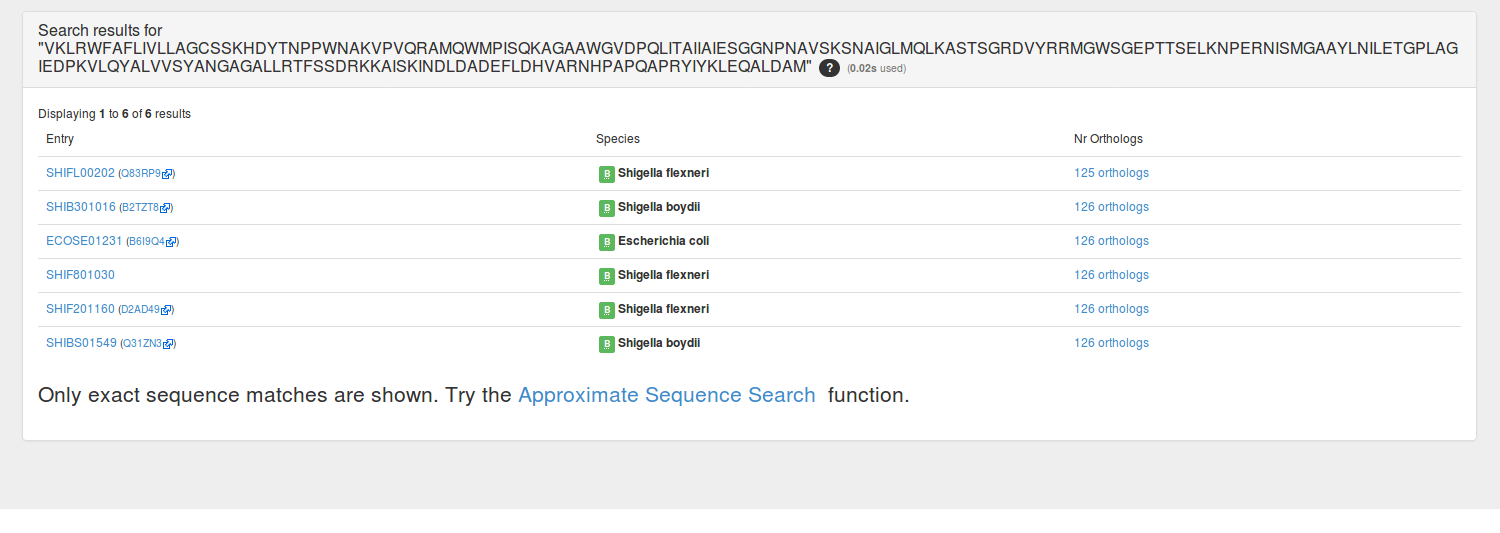 Search results for
"VKLRWFAFLIVLLAGCSSKHDYTNPPWNAKVPVQRAMQWMPISQKAGAAWGVDPQLITAIIAIESGGNPNAVSKSNAIGLMQLKASTSGRDVYRRMGWSGEPTTSELKNPERNISMGAAYLNILETGPLAG
IEDPKVLQYALVVSYANGAGALLRTFSSDRKKAISKINDLDADEFLDHVARNHPAPQAPRYIYKLEQALDAM" ? (0.02s used)
Displaying 1 to 6 of 6 results
Entry Species Nr Orthologs
SHIFL00202 (Q83RP9) B Shigella flexneri 125 orthologs
SHIB301016 (B2TZT8) B Shigella boydii 126 orthologs
ECOSE01231 (B6I9Q4) B Escherichia coli 126 orthologs
SHIF801030 B Shigella flexneri 126 orthologs
SHIF201160 (D2AD49) B Shigella flexneri 126 orthologs
SHIBS01549 (Q31ZN3) B Shigella boydii 126 orthologs
Only exact sequence matches are shown. Try the Approximate Sequence Search function.